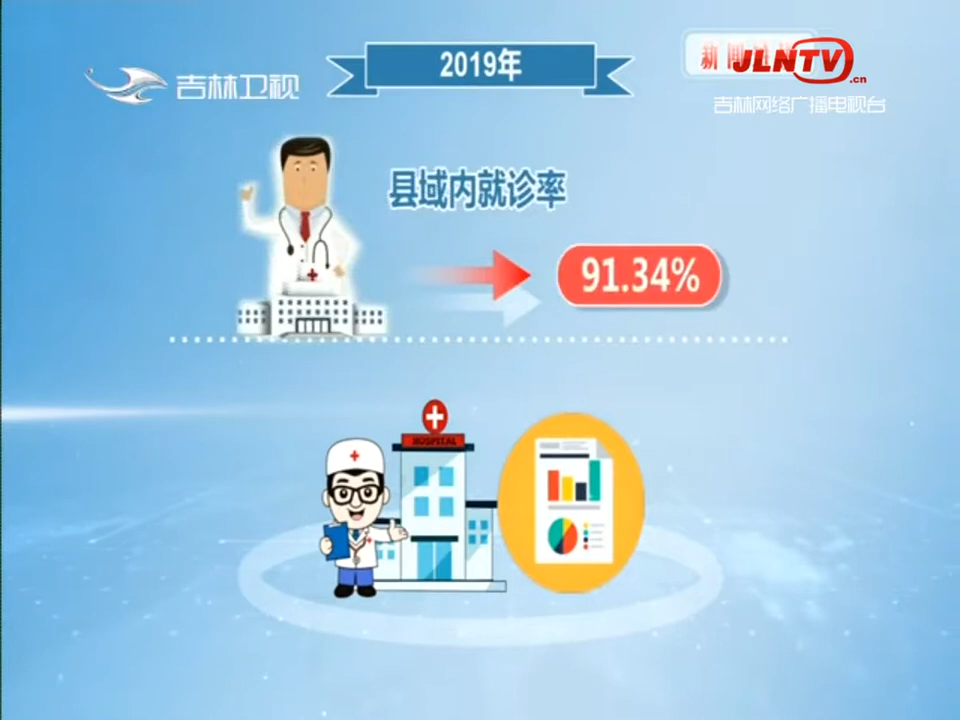 2019年
吉林卫视
JLNTV.cn
吉林网络广播电视台
县域内就诊率
91.34%
HOSPITAL